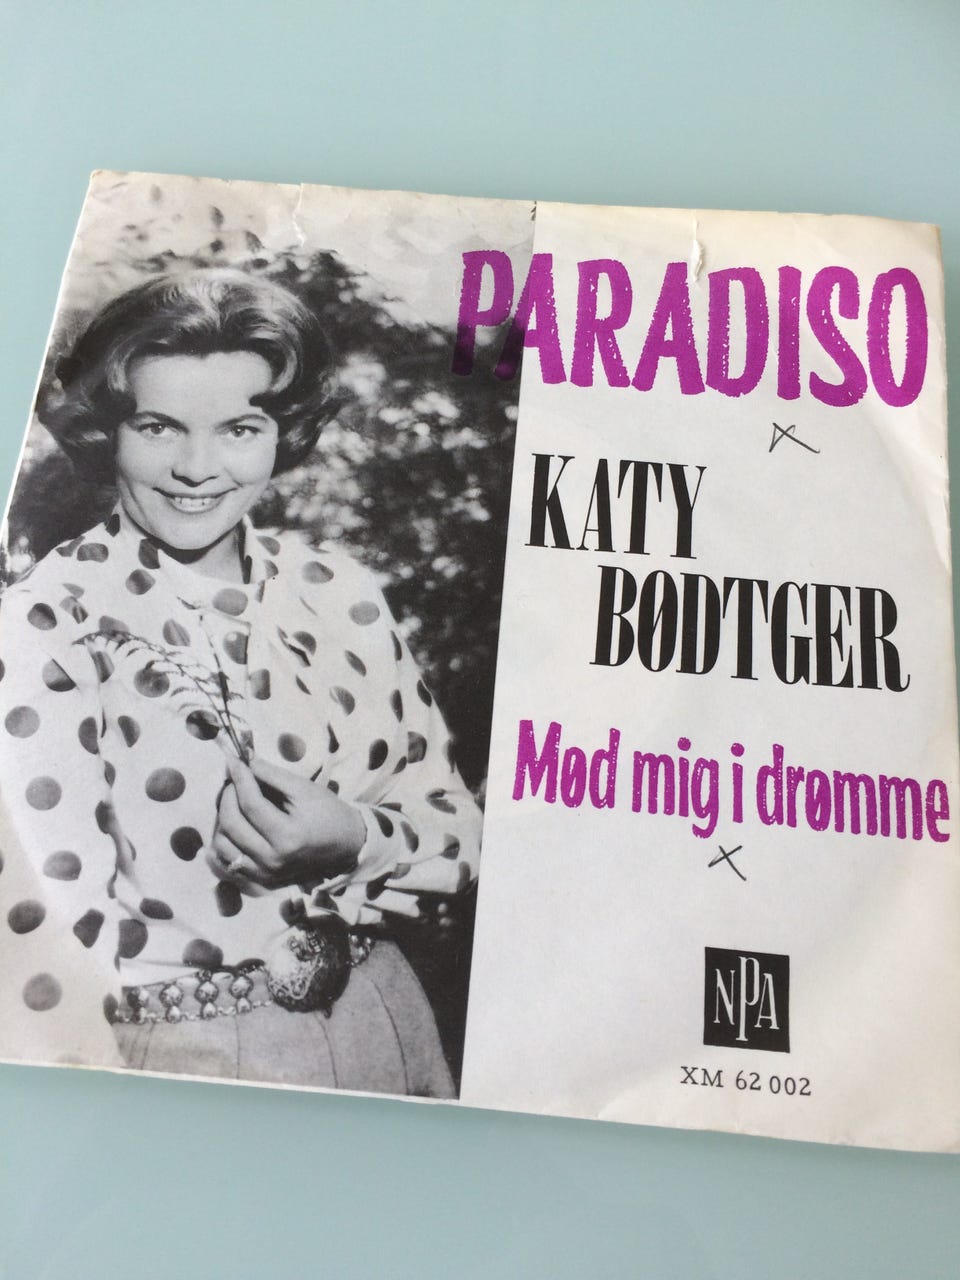 PARADISO
KATY
BØDTGER
Mød mig i drømme
NPA
XM 62 002